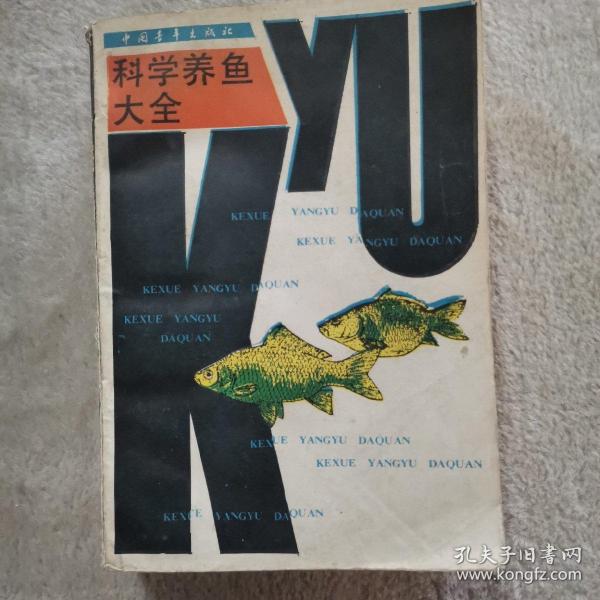 中国青年出版社
科学养鱼
大全
YU
K
KEXUE YANGYU DAQUAN
KEXUE YANGYU DAQUAN
KEXUE YANGYU DAQUAN
KEXUE YANGYU
DAQUAN
KEXUE YANGYU DAQUAN
KEXUE YANGYU DAQUAN
KEXUE YANGYU DAQUAN
孔夫子旧书网
www.kongfz.com